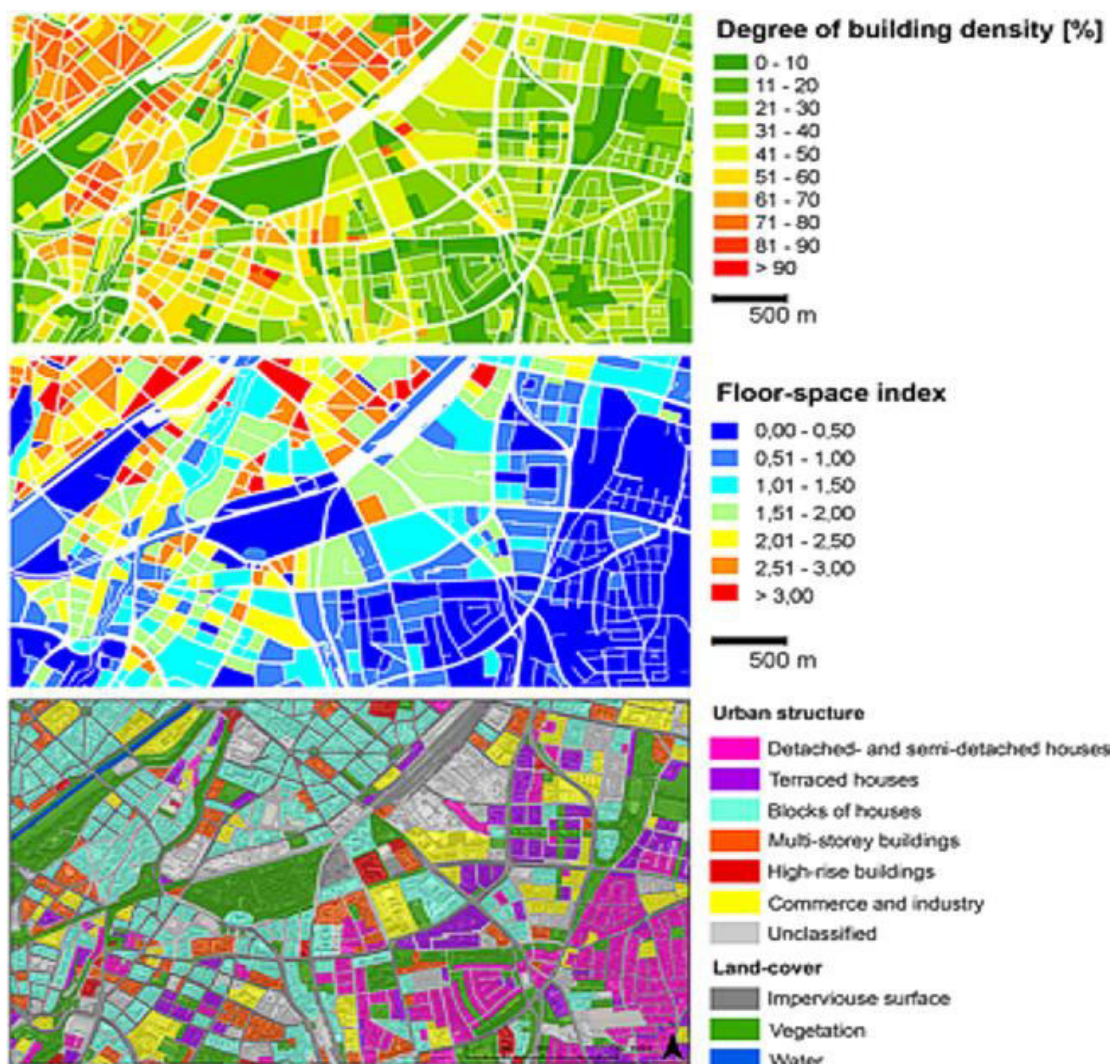 Degree of building density [%]
0 - 10
11 - 20
21 - 30
31 - 40
41 - 50
51 - 60
61 - 70
71 - 80
81 - 90
> 90
500 m
Floor-space index
0,00 - 0,50
0,51 - 1,00
1,01 - 1,50
1,51 - 2,00
2,01 - 2,50
2,51 - 3,00
> 3,00
500 m
Urban structure
Detached- and semi-detached houses
Terraced houses
Blocks of houses
Multi-storey buildings
High-rise buildings
Commerce and industry
Unclassified
Land-cover
Imperviouse surface
Vegetation
Water